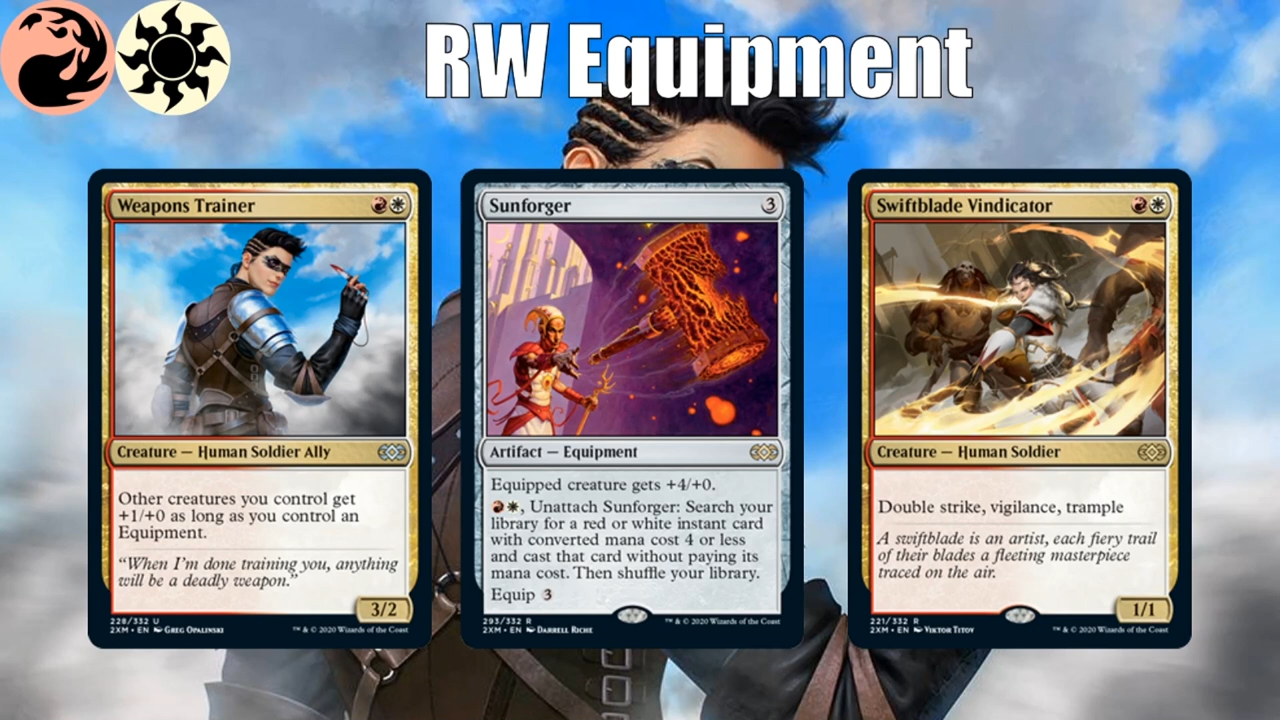 RW Equipment
Weapons Trainer
Creature — Human Soldier Ally
Other creatures you control get
+1/+0 as long as you control an
Equipment.
“When I’m done training you, anything
will be a deadly weapon.”
3/2
228/332 U
2XM • EN Greg Opalinski
™ & © 2020 Wizards of the Coast
Sunforger
3
Artifact — Equipment
Equipped creature gets +4/+0.
, Unattach Sunforger: Search your
library for a red or white instant card
with converted mana cost 4 or less
and cast that card without paying its
mana cost. Then shuffle your library.
Equip 3
293/332 R
2XM • EN Darrell Riche
™ & © 2020 Wizards of the Coast
Swiftblade Vindicator
Creature — Human Soldier
Double strike, vigilance, trample
A swiftblade is an artist, each fiery trail
of their blades a fleeting masterpiece
traced on the air.
1/1
221/332 R
2XM • EN Viktor Titov
™ & © 2020 Wizards of the Coast